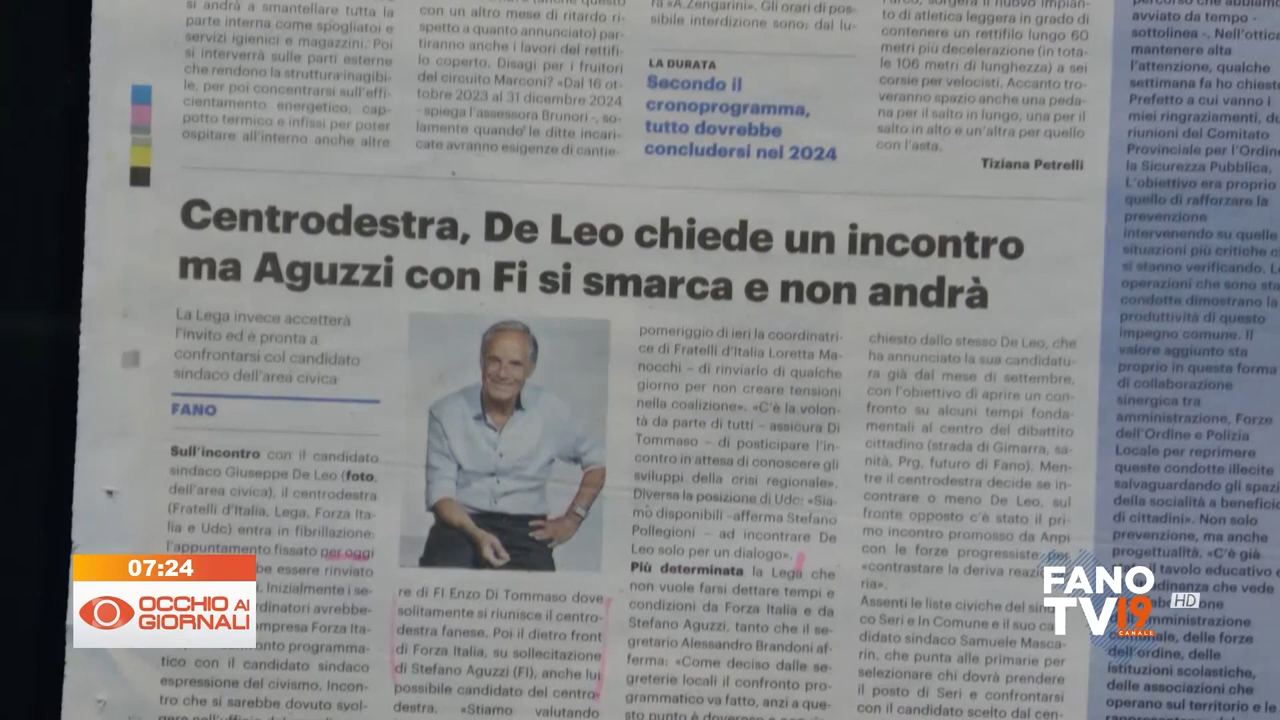 si andrà a smantellare tutta la
parte interna come spogliatoi e
servizi igienici e magazzini. Poi
si interverrà sulle parti esterne
che rendono la struttura inagibi-
le, per poi concentrarsi sull'effi-
cientamento energetico, cap-
potto termico e infissi per poter
ospitare all'interno anche altre
con un altro mese di ritardo ri-
spetto a quanto annunciato) par-
tiranno anche i lavori del rettifi-
lo coperto. Disagi per i fruitori
del circuito Marconi? «Dal 16 ot-
tobre 2023 al 31 dicembre 2024
- spiega l'assessora Brunori -, so-
lamente quando le ditte incari-
cate avranno esigenze di cantie-
ra «A.Zengarini». Gli orari di pos-
sibile interdizione sono: dal lu-
LA DURATA
Secondo il
cronoprogramma,
tutto dovrebbe
concludersi nel 2024
to di atletica leggera in grado di
contenere un rettifilo lungo 60
metri più decelerazione (in tota-
le 106 metri di lunghezza) a sei
corsie per velocisti. Accanto tro-
veranno spazio anche una peda-
na per il salto in lungo, una per il
salto in alto e un'altra per quello
con l'asta.
Tiziana Petrelli
avviato da tempo -
sottolinea -. Nell'ottica
mantenere alta
l'attenzione, qualche
settimana fa ho chiesto
Prefetto a cui vanno i
miei ringraziamenti, du
riunioni del Comitato
Provinciale per l'Ordine
la Sicurezza Pubblica.
L'obiettivo era proprio
quello di rafforzare la
prevenzione
intervenendo su quelle
situazioni più critiche c
si stanno verificando. L
operazioni che sono sta
condotte dimostrano la
produttività di questo
impegno comune. Il
valore aggiunto sta
proprio in questa forma
di collaborazione
sinergica tra
amministrazione, Forze
dell'Ordine e Polizia
Locale per reprimere
queste condotte illecite
salvaguardando gli spazi
della socialità a beneficio
di cittadini». Non solo
prevenzione, ma anche
progettualità. «C'è già
il tavolo educativo e
dinanza che vede
one
mministrazione
, delle forze
dell'ordine, delle
istituzioni scolastiche,
delle associazioni che
operano sul territorio e le
Centrodestra, De Leo chiede un incontro
ma Aguzzi con Fi si smarca e non andrà
La Lega invece accetterà
l'invito ed è pronta a
confrontarsi col candidato
sindaco dell'area civica
FANO
Sull'incontro con il candidato
sindaco Giuseppe De Leo (foto,
dell'area civica), il centrodestra
(Fratelli d'Italia, Lega, Forza Ita-
lia e Udc) entra in fibrillazione:
l'appuntamento fissato per oggi
be essere rinviato
. Inizialmente i se-
dinatori avrebbe-
mpresa Forza Ita-
programma-
tico con il candidato sindaco
espressione del civismo. Incon-
tro che si sarebbe dovuto svol-
re di FI Enzo Di Tommaso dove
solitamente si riunisce il centro-
destra fanese. Poi il dietro front
di Forza Italia, su sollecitazione
di Stefano Aguzzi (FI), anche lui
possibile candidato del centro
destra. «Stiamo valutando
pomeriggio di ieri la coordinatri-
ce di Fratelli d'Italia Loretta Ma-
nocchi – di rinviarlo di qualche
giorno per non creare tensioni
nella coalizione». «C'è la volon-
tà da parte di tutti – assicura Di
Tommaso – di posticipare l'in-
contro in attesa di conoscere gli
sviluppi della crisi regionale».
Diversa la posizione di Udc: «Sia-
mo disponibili –afferma Stefano
Pollegioni – ad incontrare De
Leo solo per un dialogo».
Più determinata la Lega che
non vuole farsi dettare tempi e
condizioni da Forza Italia e da
Stefano Aguzzi, tanto che il se-
gretario Alessandro Brandoni af-
ferma: «Come deciso dalle se-
greterie locali il confronto pro-
grammatico va fatto, anzi a que-
chiesto dallo stesso De Leo, che
ha annunciato la sua candidatu-
ra già dal mese di settembre,
con l'obiettivo di aprire un con-
fronto su alcuni temi fonda-
mentali al centro del dibattito
cittadino (strada di Gimarra, sa-
nità, Prg, futuro di Fano). Men-
tre il centrodestra decide se in-
contrare o meno De Leo, sul
fronte opposto c'è stato il pri-
mo incontro promosso da Anpi
con le forze progressiste per
«contrastare la deriva reazio
ria».
Assenti le liste civiche del sin
co Seri e In Comune e il suo ca
didato sindaco Samuele Masca-
rin, che punta alle primarie per
selezionare chi dovrà prendere
il posto di Seri e confrontarsi
con il candidato scelto dal cen-
07:24
OCCHIO AI
GIORNALI
FANO
TV19
CANALE
HD